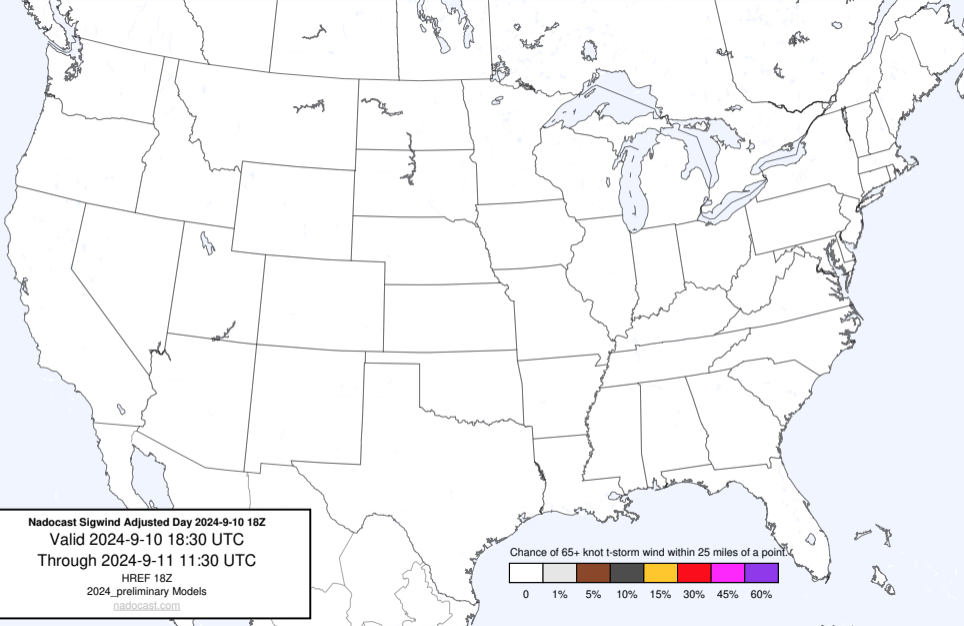 Nadocast Sigwind Adjusted Day 2024-9-10 18Z
Valid 2024-9-10 18:30 UTC
Through 2024-9-11 11:30 UTC
HREF 18Z
2024_preliminary Models
nadocast.com
Chance of 65+ knot t-storm wind within 25 miles of a point.
0 1% 5% 10% 15% 30% 45% 60%